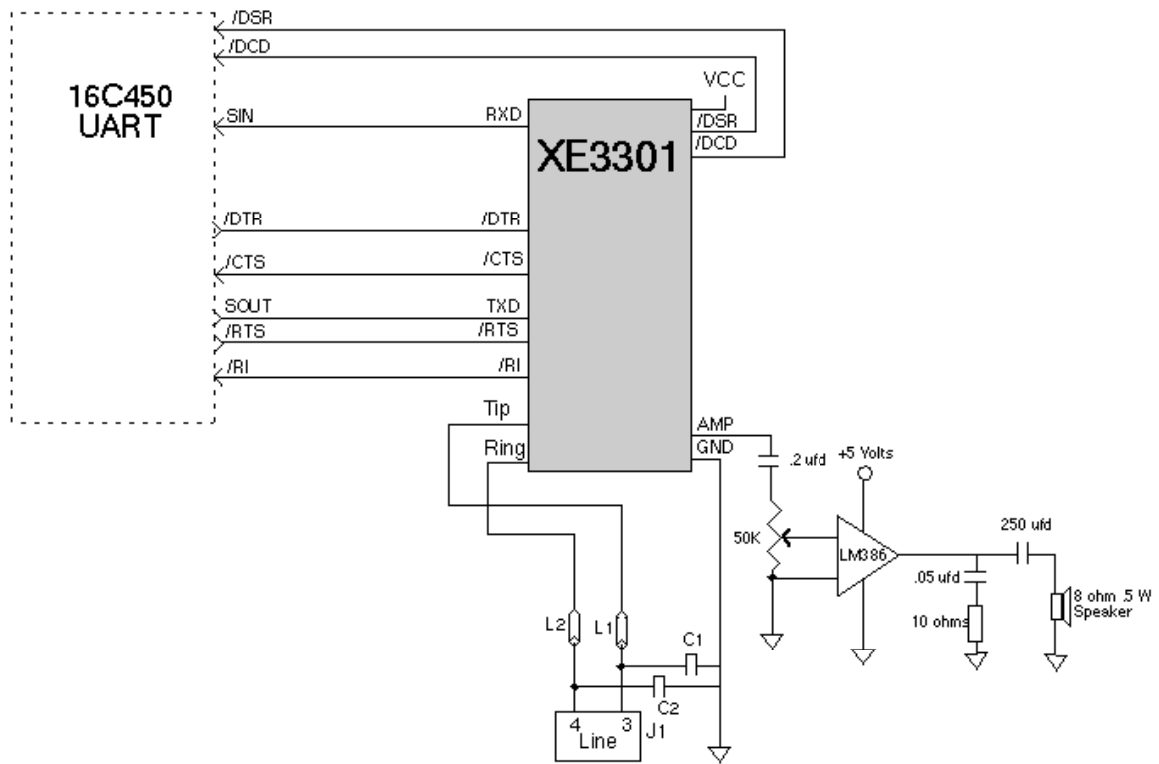 /DSR
/DCD
VCC
16C450
UART
SIN
RXD
/DSR
/DCD
XE3301
/DTR
/DTR
/CTS
/CTS
SOUT
TXD
/RTS
/RTS
/RI
/RI
Tip
AMP
Ring
GND
.2 ufd
+5 Volts
50K
LM386
250 ufd
.05 ufd
8 ohm .5 W
Speaker
10 ohms
L2
L1
C1
C2
4
3
J1
Line